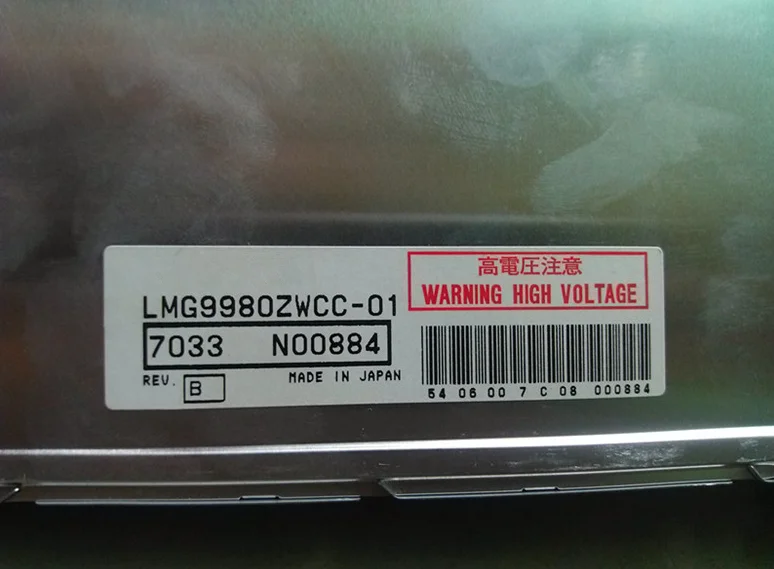 高電圧注意
WARNING HIGH VOLTAGE
LMG9980ZWCC-01
7033 N00884
REV. B MADE IN JAPAN
54 06 00 7 C 08 000884